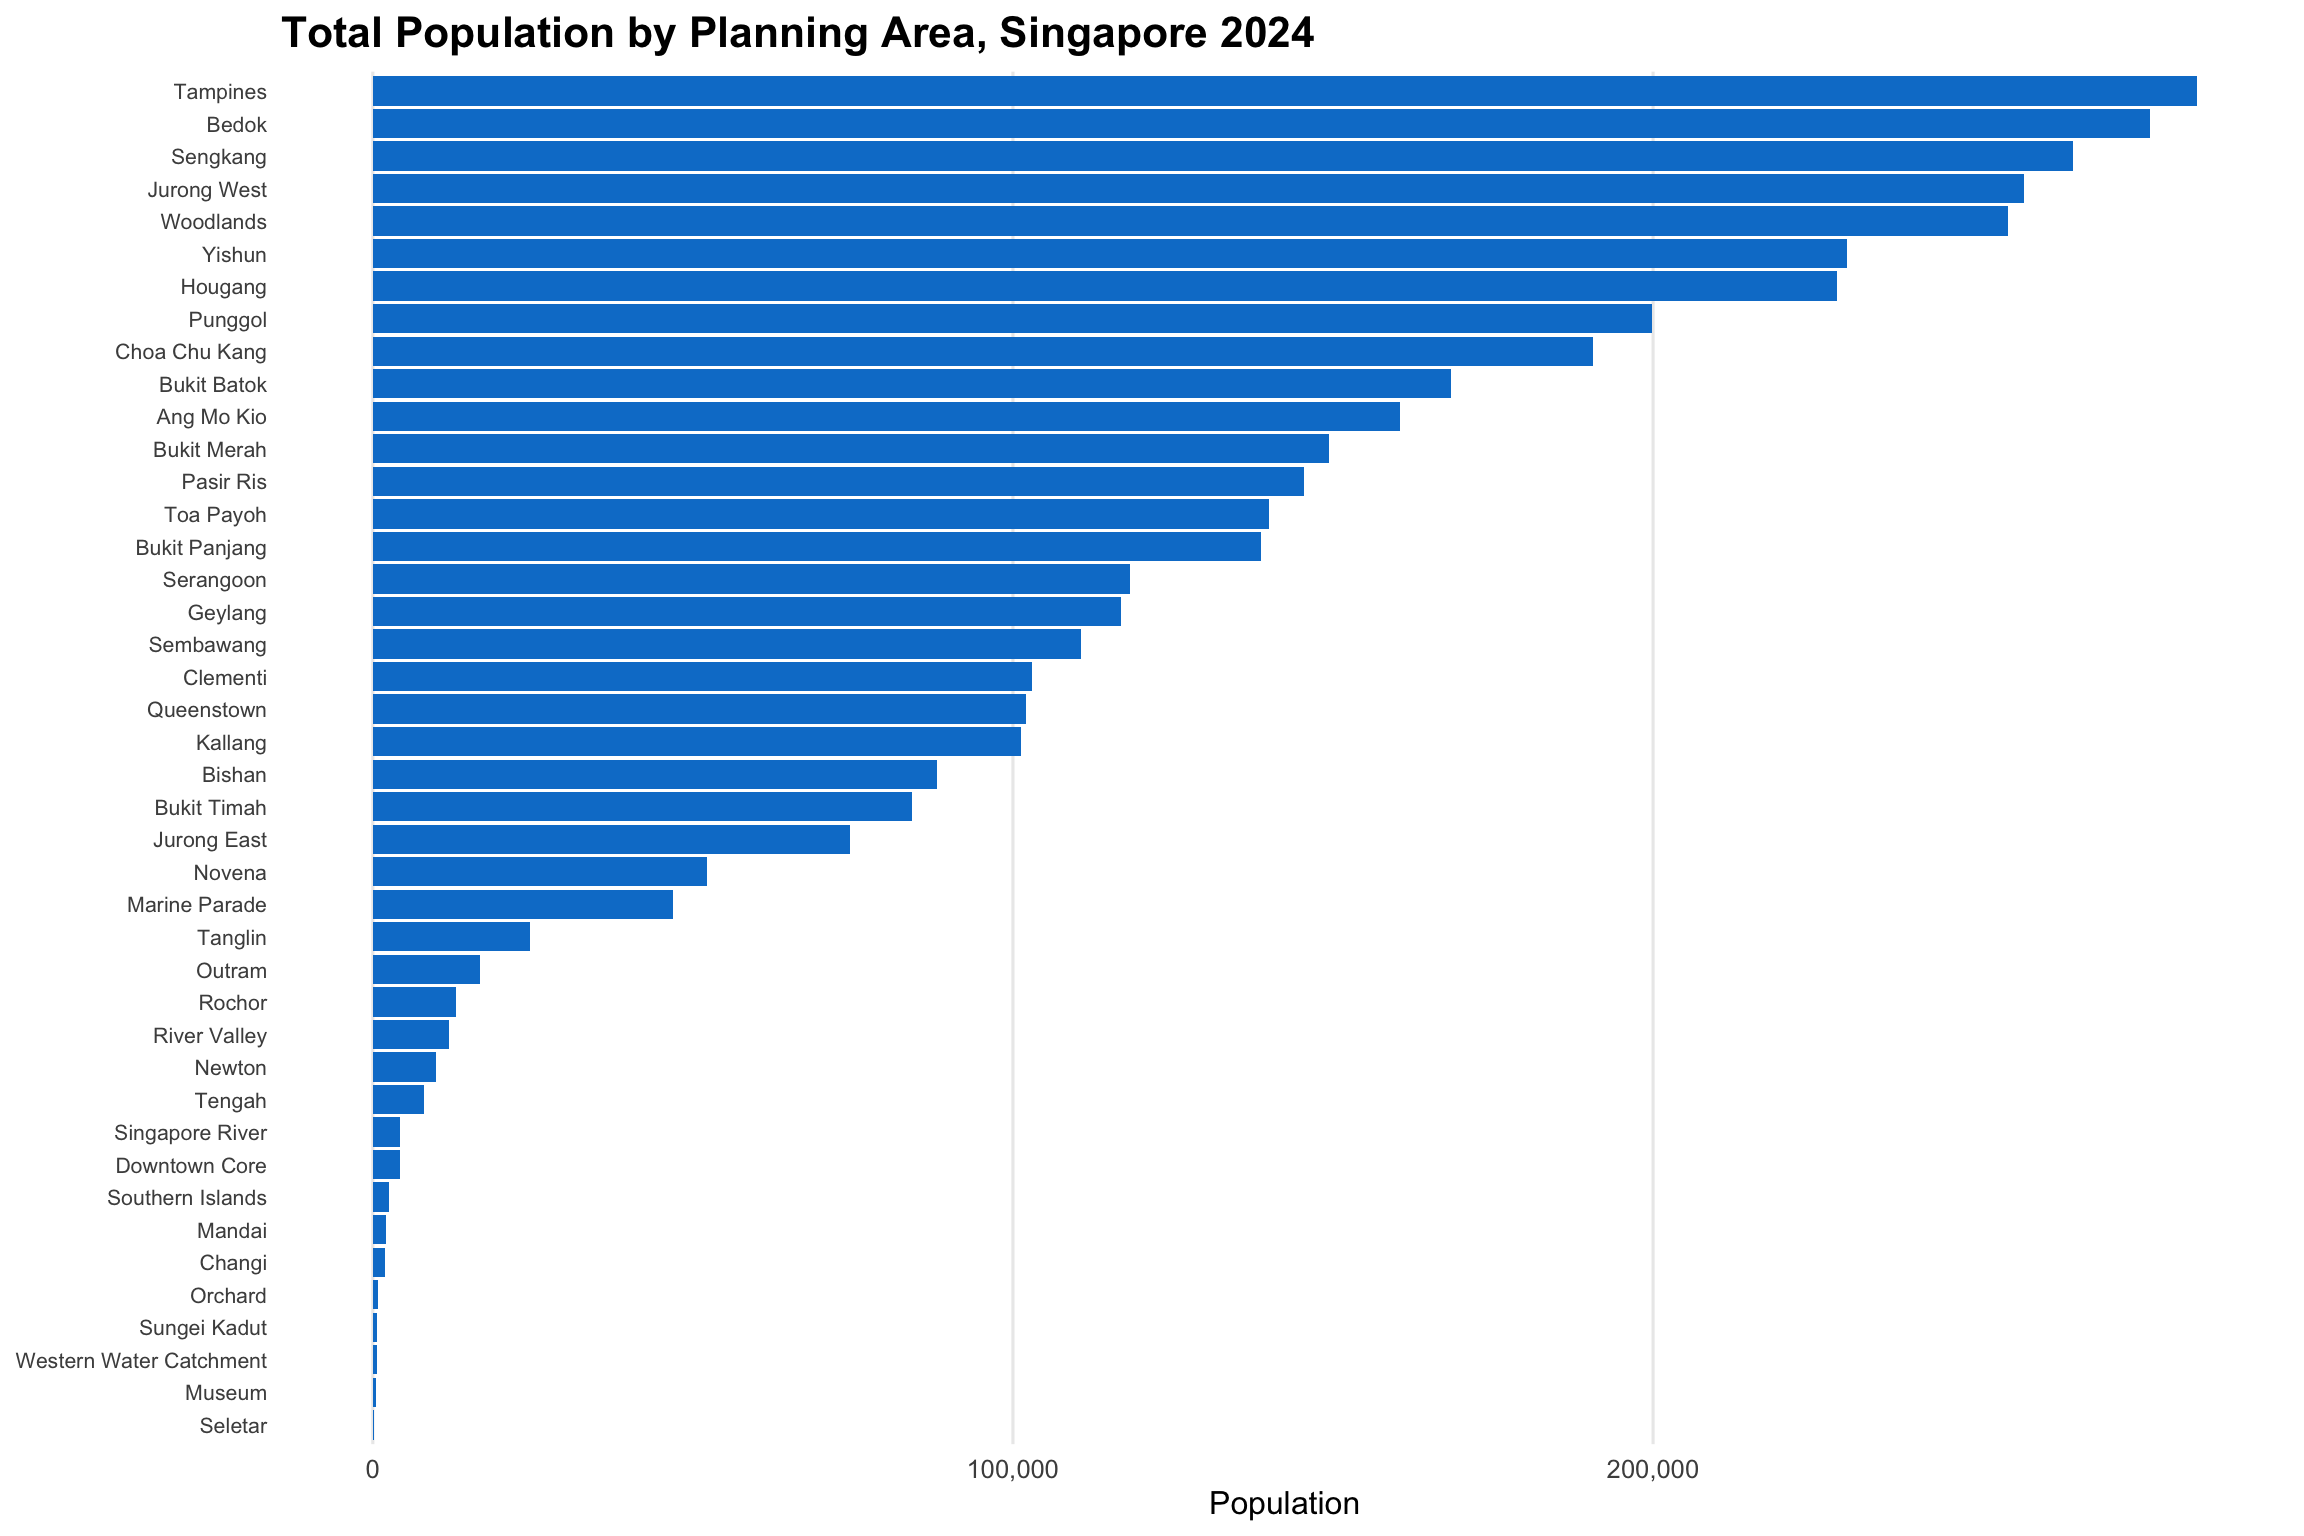 Total Population by Planning Area, Singapore 2024
Tampines
Bedok
Sengkang
Jurong West
Woodlands
Yishun
Hougang
Punggol
Choa Chu Kang
Bukit Batok
Ang Mo Kio
Bukit Merah
Pasir Ris
Toa Payoh
Bukit Panjang
Serangoon
Geylang
Sembawang
Clementi
Queenstown
Kallang
Bishan
Bukit Timah
Jurong East
Novena
Marine Parade
Tanglin
Outram
Rochor
River Valley
Newton
Tengah
Singapore River
Downtown Core
Southern Islands
Mandai
Changi
Orchard
Sungei Kadut
Western Water Catchment
Museum
Seletar
0 100,000 200,000
Population